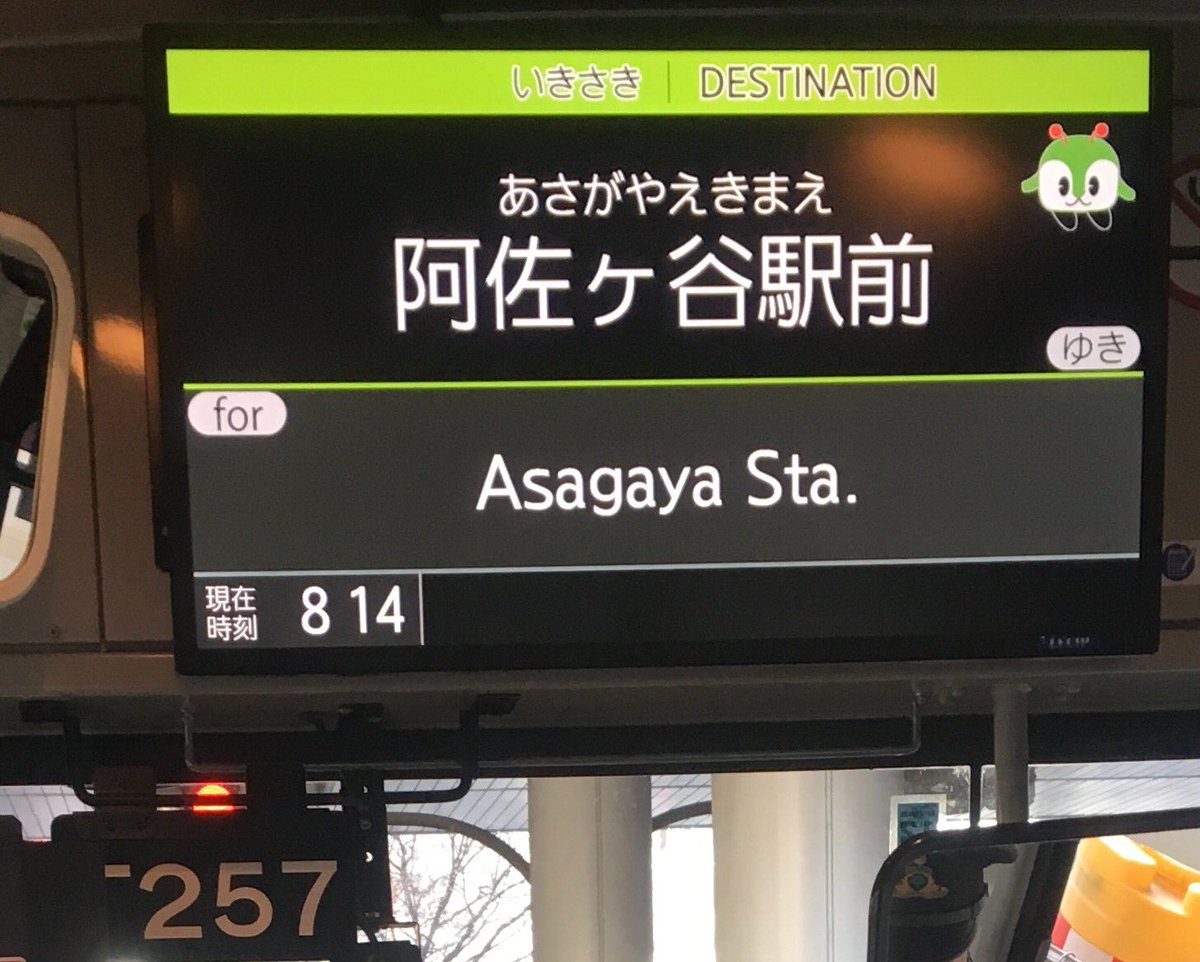 いきさき DESTINATION
あさがやえきまえ
阿佐ヶ谷駅前
ゆき
for
Asagaya Sta.
現在
時刻
8 14
257